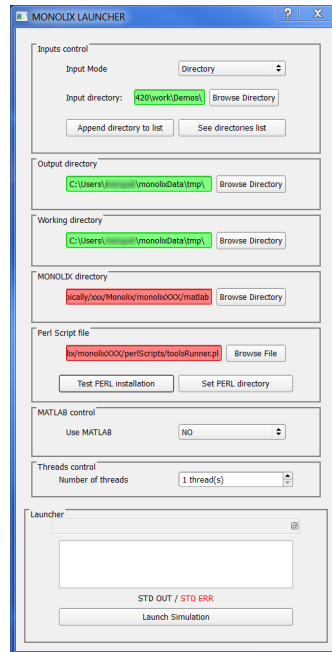 MONOLIX LAUNCHER
Inputs control
Input Mode Directory
Input directory: 420\work\Demos\ Browse Directory
Append directory to list See directories list
Output directory
C:\Users\ \monolixData\tmp\ Browse Directory
Working directory
C:\Users\ \monolixData\tmp\ Browse Directory
MONOLIX directory
pically/xxx/Monolix/monolixXXX/matlab Browse Directory
Perl Script file
lix/monolixXXX/perlScripts/toolsRunner.pl Browse File
Test PERL installation Set PERL directory
MATLAB control
Use MATLAB NO
Threads control
Number of threads 1 thread(s)
Launcher
STD OUT / STD ERR
Launch Simulation